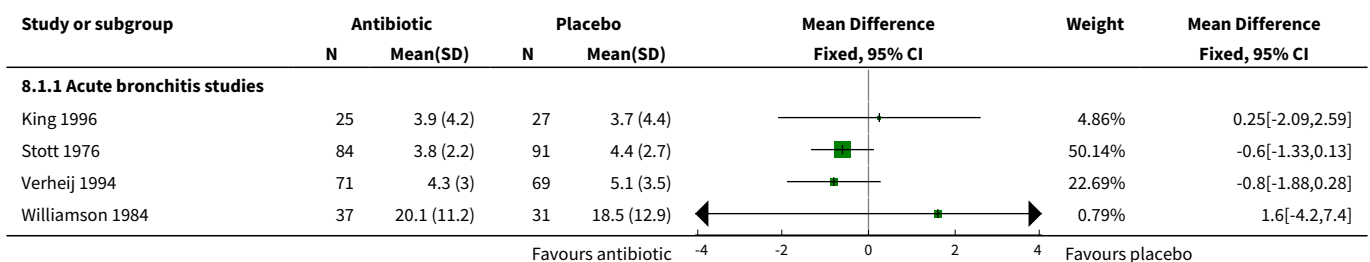 Study or subgroup Antibiotic Placebo Mean Difference Weight Mean Difference
N Mean(SD) N Mean(SD) Fixed, 95% CI Fixed, 95% CI
8.1.1 Acute bronchitis studies
King 1996 25 3.9 (4.2) 27 3.7 (4.4) 4.86% 0.25[-2.09,2.59]
Stott 1976 84 3.8 (2.2) 91 4.4 (2.7) 50.14% -0.6[-1.33,0.13]
Verheij 1994 71 4.3 (3) 69 5.1 (3.5) 22.69% -0.8[-1.88,0.28]
Williamson 1984 37 20.1 (11.2) 31 18.5 (12.9) 0.79% 1.6[-4.2,7.4]
Favours antibiotic -4 -2 0 2 4 Favours placebo